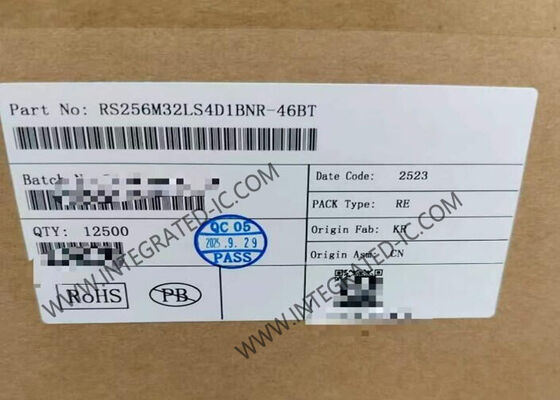 Part No: RS256M32LS4D1BNR-46BT
Batch
Date Code: 2523
PACK Type: RE
QTY: 12500
Origin Fab: KR
Origin Asm: CN
QC 05
2025.9.29
PASS
RoHS
PB
WWW.INTEGRATED-IC.COM
WWW.INTEGRATED-IC.COM
WWW.INTEGRATED-IC.COM